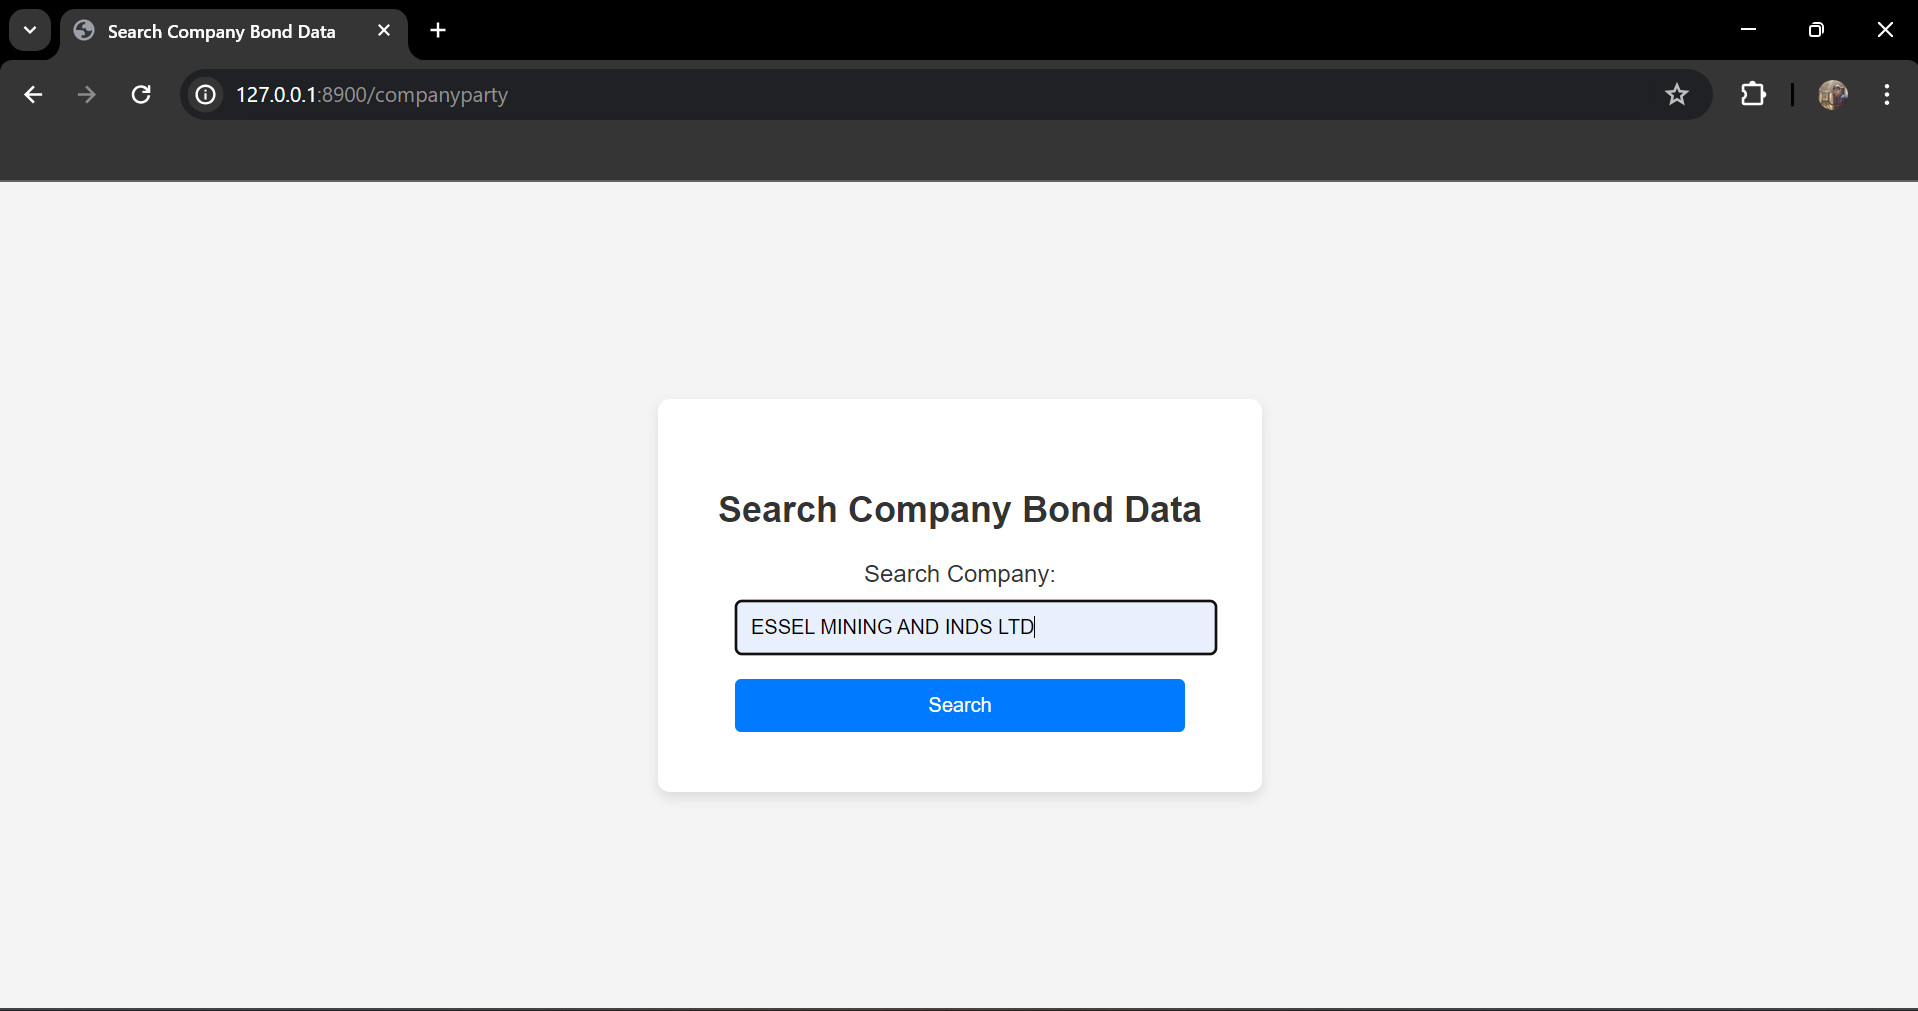 Search Company Bond Data
127.0.0.1:8900/companyparty
Search Company Bond Data
Search Company:
ESSEL MINING AND INDS LTD
Search